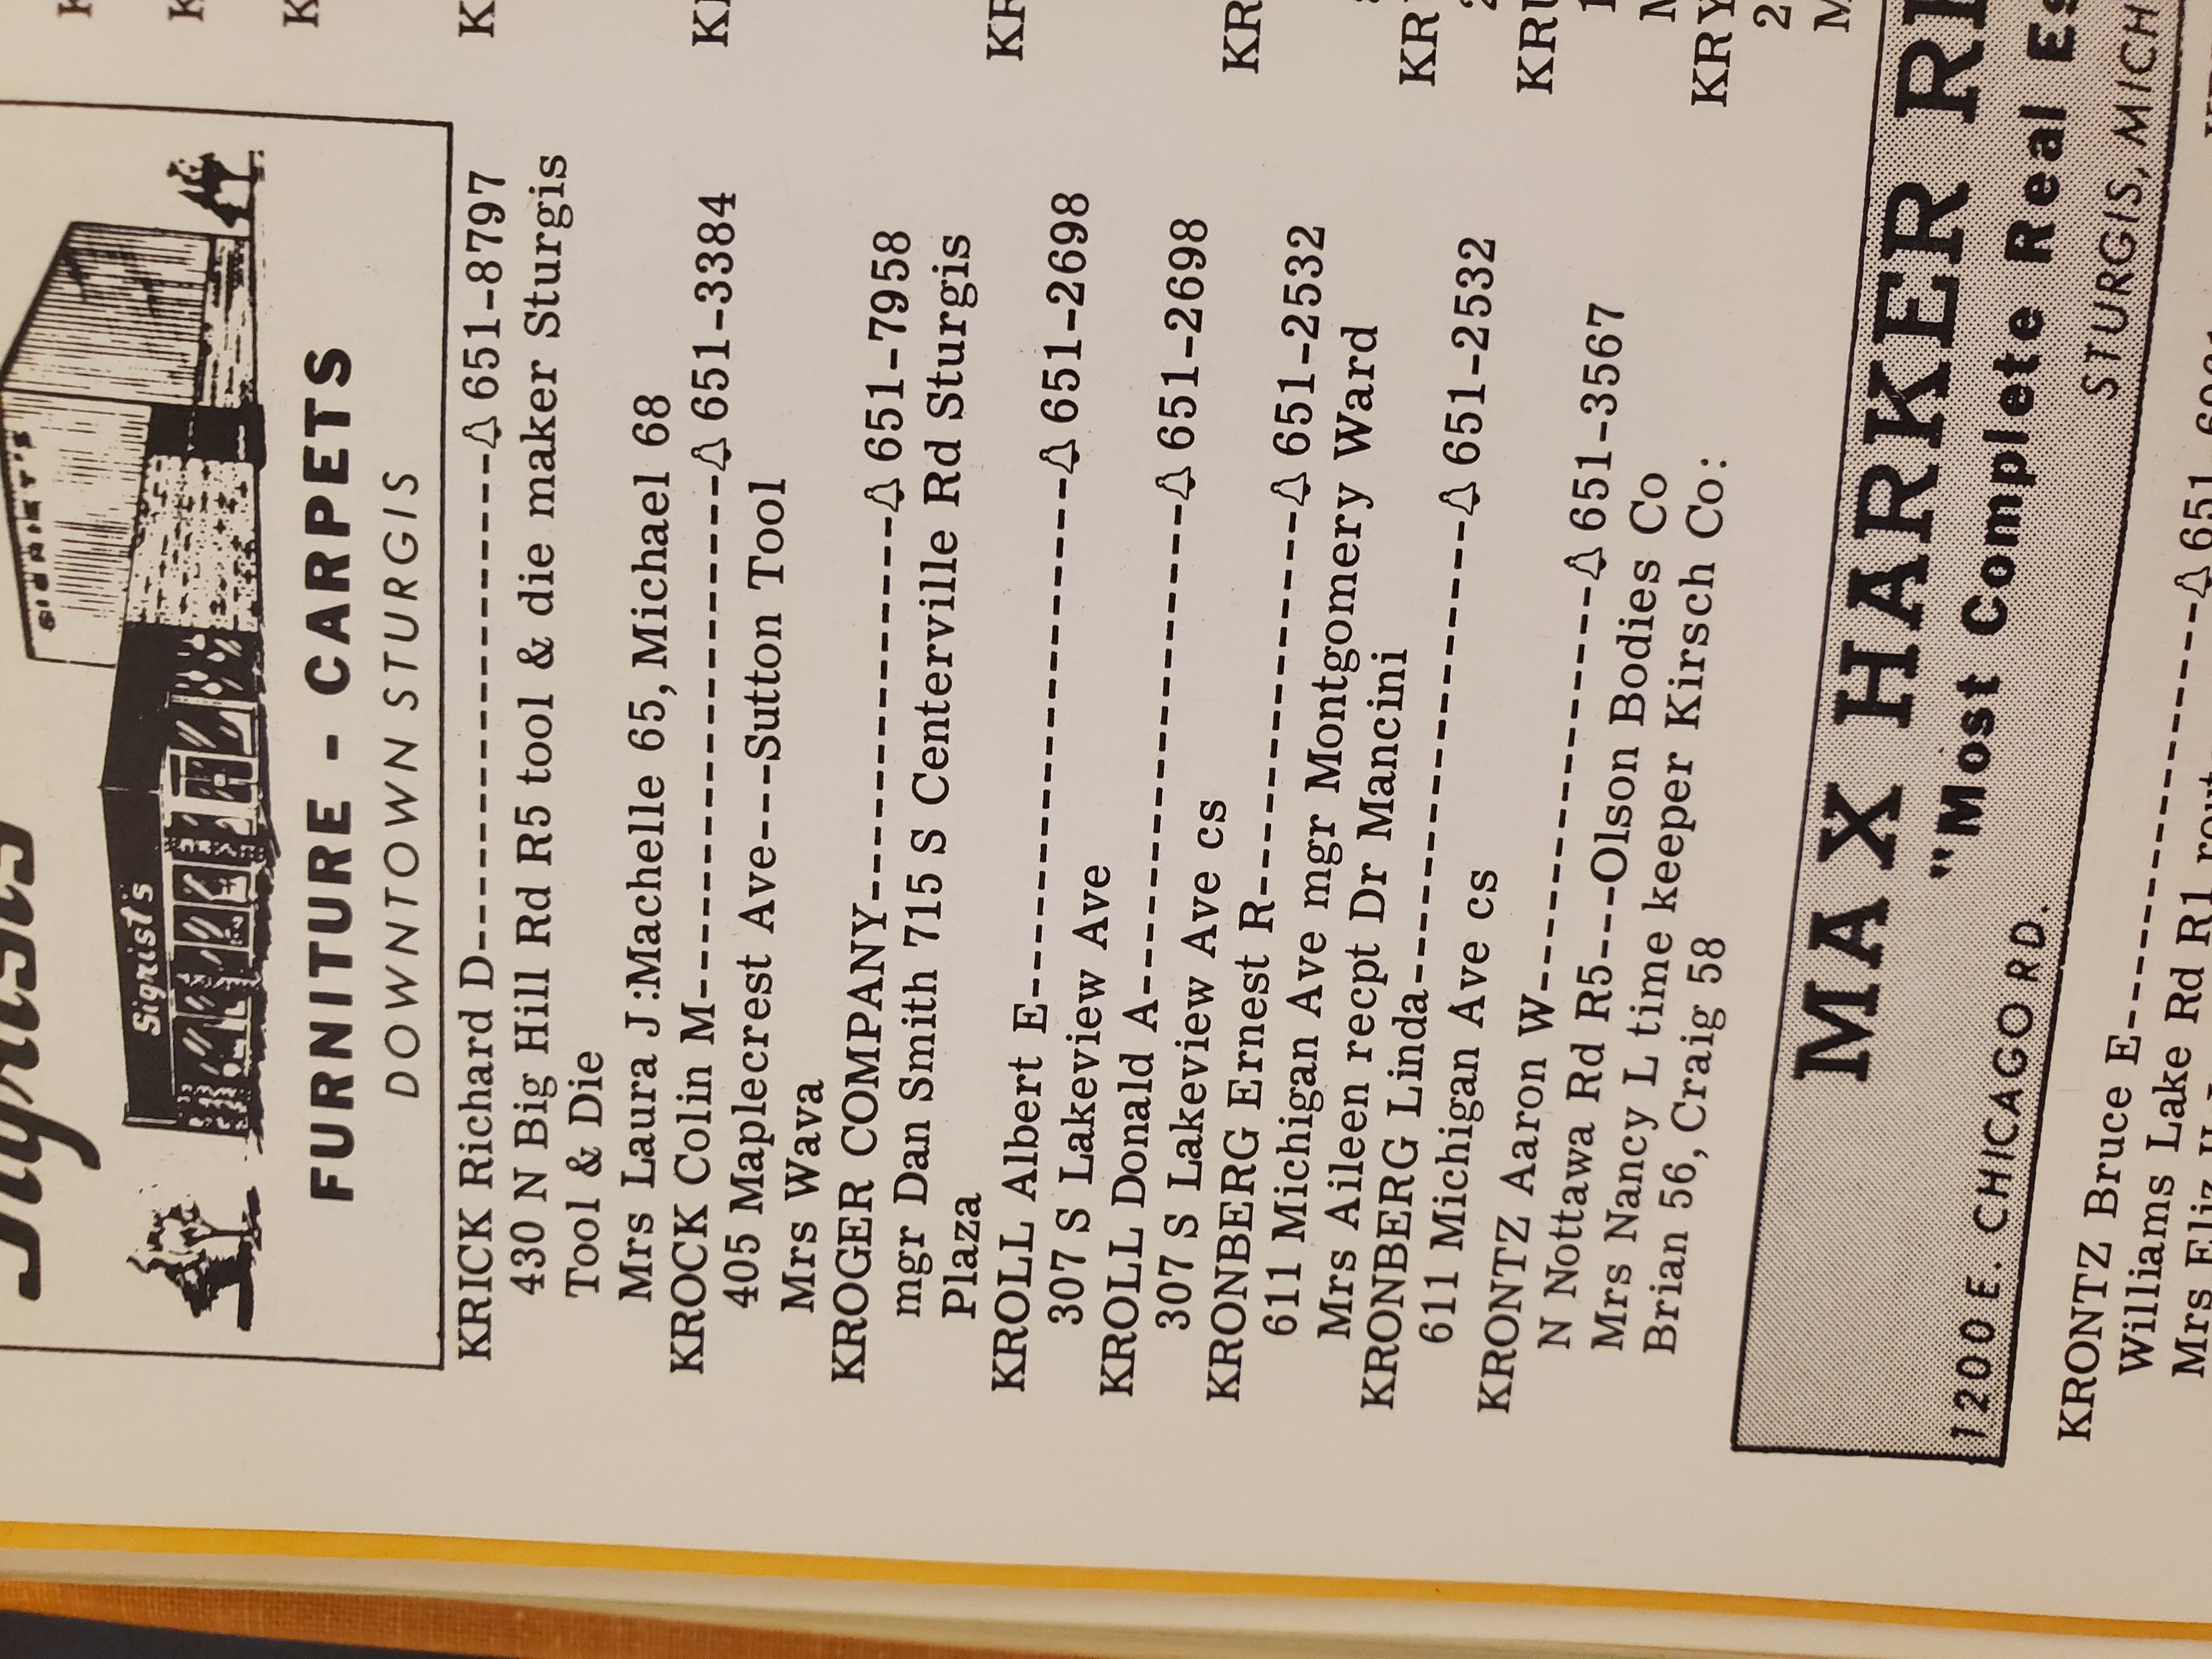 Sigrist's
SIGRIST'S
Sigrist's
FURNITURE - CARPETS
DOWNTOWN STURGIS
KRICK Richard D---------------- 651-8797
430 N Big Hill Rd R5 tool & die maker Sturgis
Tool & Die
Mrs Laura J:Machelle 65, Michael 68
KROCK Colin M----------------- 651-3384
405 Maplecrest Ave---Sutton Tool
Mrs Wava
KROGER COMPANY------------- 651-7958
mgr Dan Smith 715 S Centerville Rd Sturgis
Plaza
KROLL Albert E----------------- 651-2698
307 S Lakeview Ave
KROLL Donald A---------------- 651-2698
307 S Lakeview Ave cs
KRONBERG Ernest R------------ 651-2532
611 Michigan Ave mgr Montgomery Ward
Mrs Aileen recpt Dr Mancini
KRONBERG Linda--------------- 651-2532
611 Michigan Ave cs
KRONTZ Aaron W--------------- 651-3567
N Nottawa Rd R5---Olson Bodies Co
Mrs Nancy L time keeper Kirsch Co:
Brian 56, Craig 58
MAX HARKER
"Most Complete Real
1200 E. CHICAGO RD. STURGIS, MICH
KRONTZ Bruce E---------------- 651
Williams Lake Rd R1
Mrs